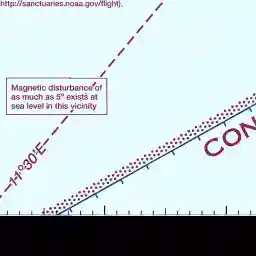 http://sanctuaries.noaa.gov/flight).
Magnetic disturbance of
as much as 5° exists at
sea level in this vicinity
11°30'E
CON